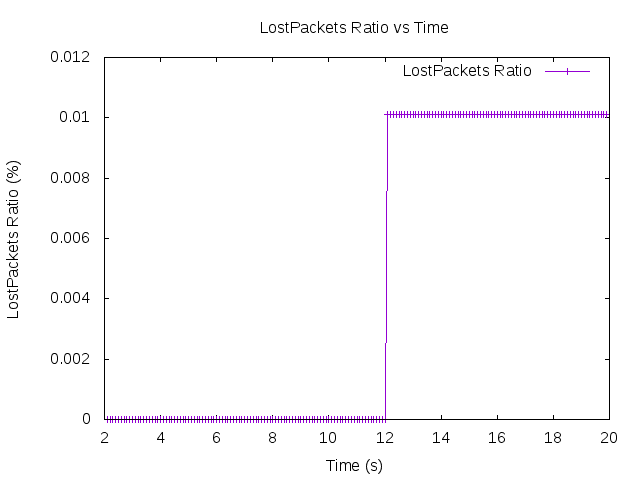 LostPackets Ratio vs Time
LostPackets Ratio
0.012
0.01
0.008
0.006
0.004
0.002
0
LostPackets Ratio (%)
2 4 6 8 10 12 14 16 18 20
Time (s)